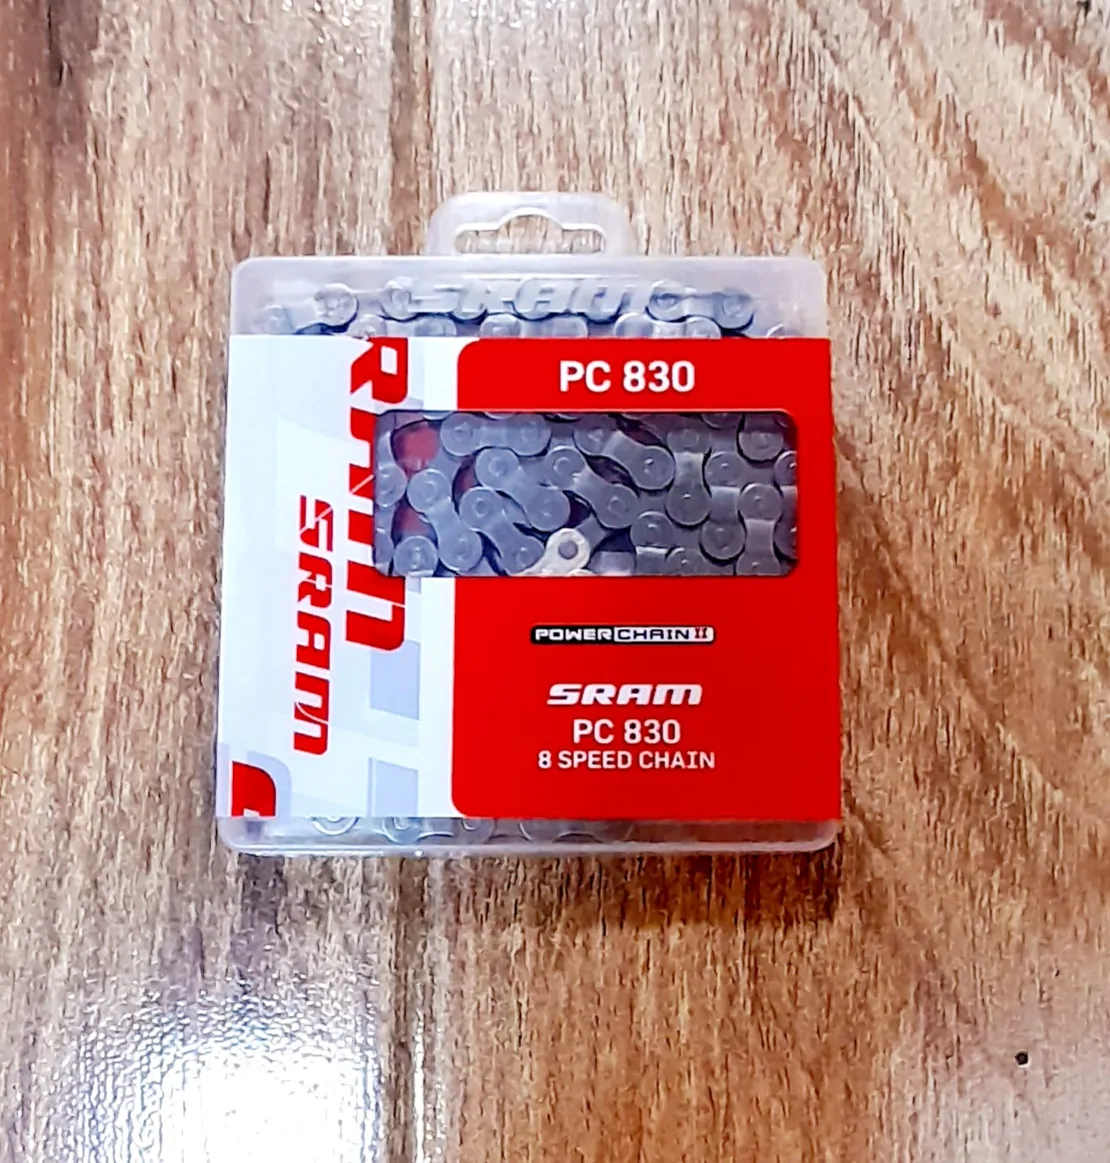 SRAM
PC 830
SRAM
POWERCHAIN II
SRAM
PC 830
8 SPEED CHAIN